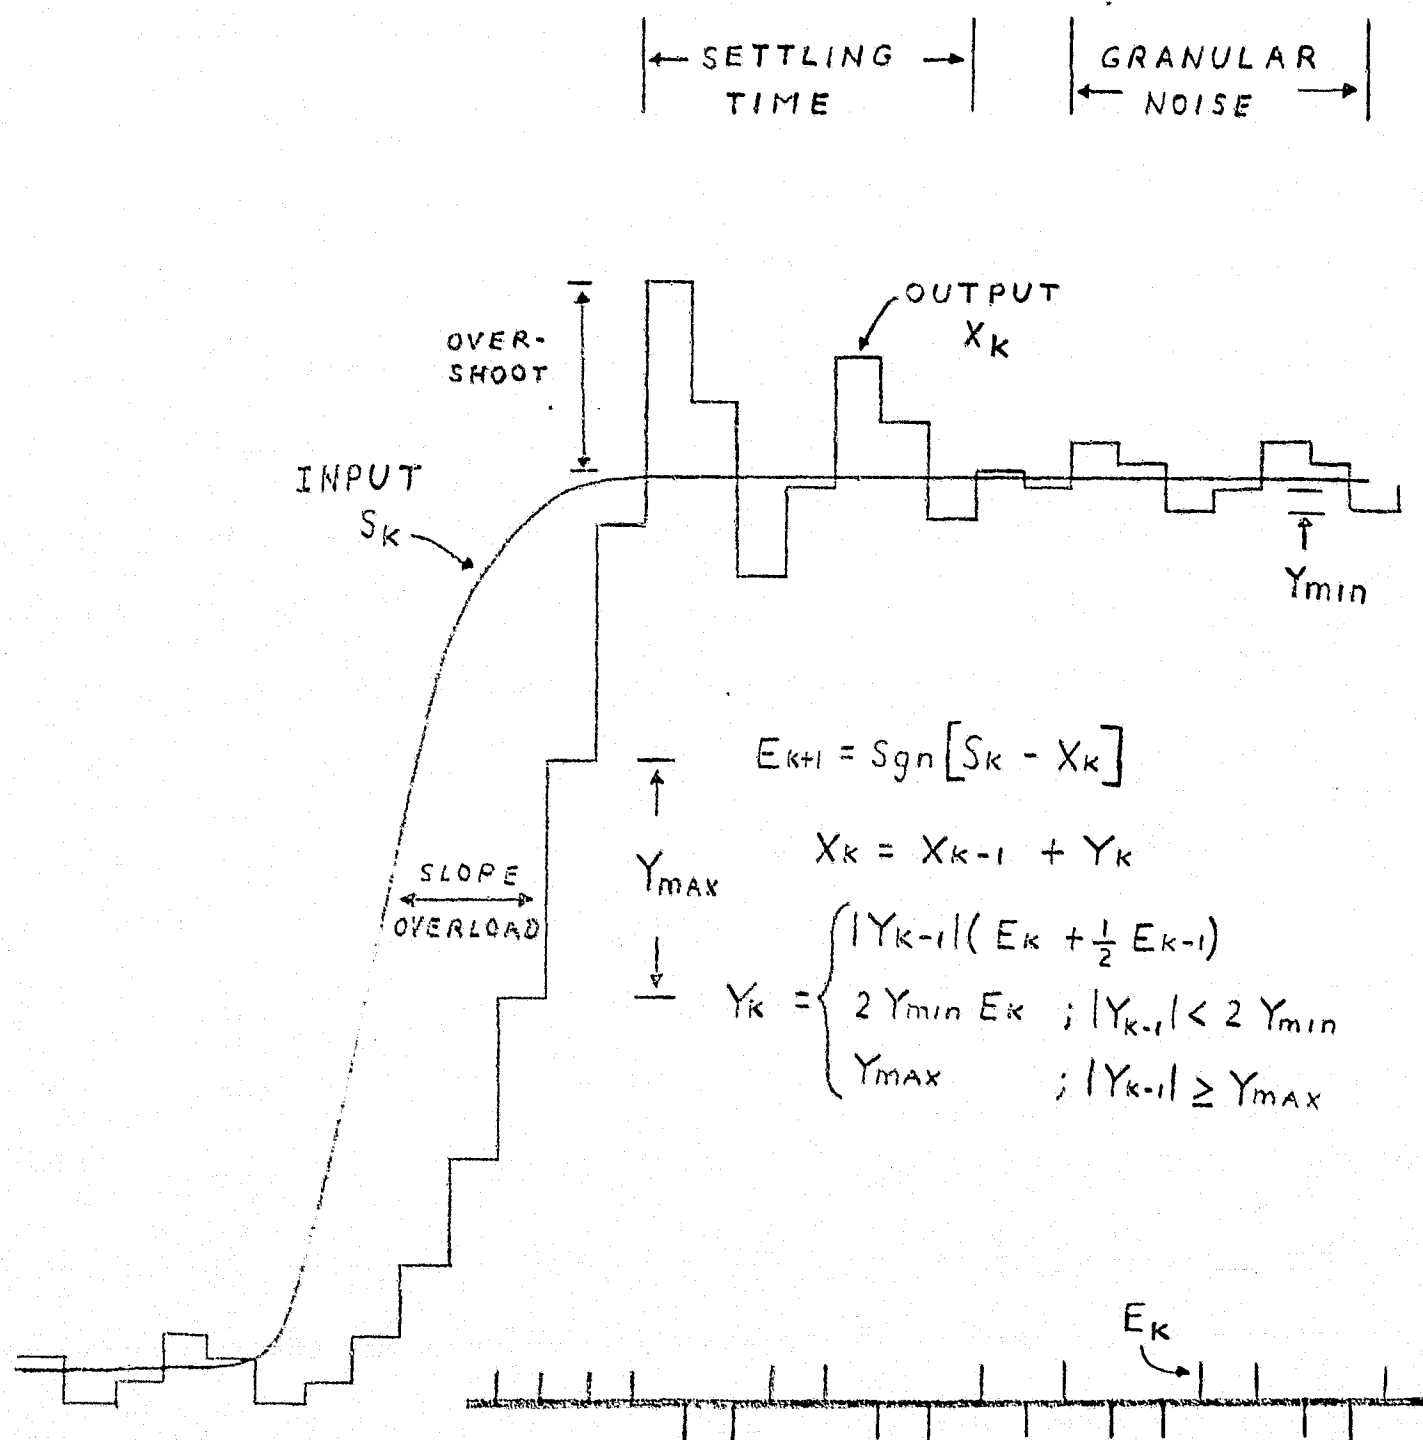 SETTLING
TIME
GRANULAR
NOISE
OVER-
SHOOT
OUTPUT
XK
INPUT
SK
Ymin
EK+1 = Sgn[SK - XK]
XK = XK-1 + YK
YMAX
SLOPE
OVERLOAD
YK = { |YK-1|( EK + 1/2 EK-1)
2 Ymin EK ; |YK-1| < 2 Ymin
YMAX ; |YK-1| ≥ YMAX
EK